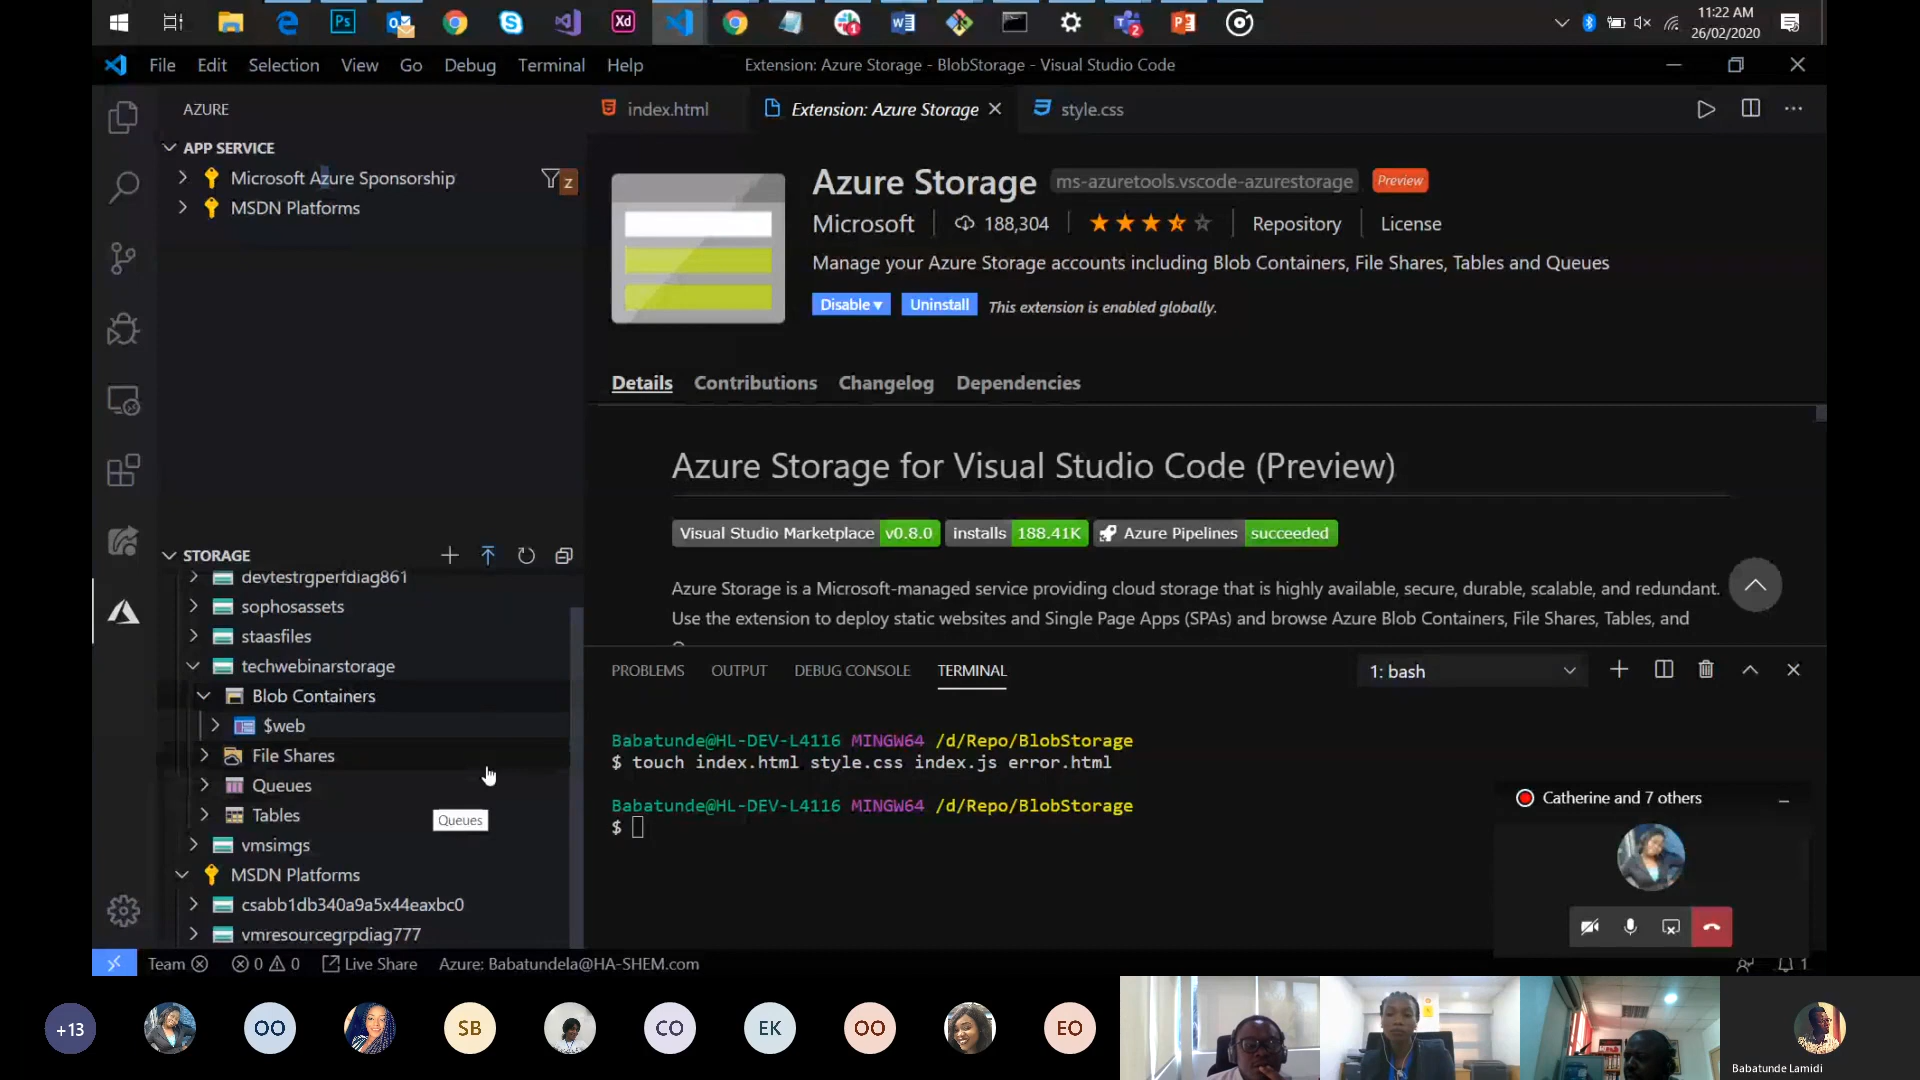 Ps
Xd
11:22 AM
26/02/2020
File Edit Selection View Go Debug Terminal Help
Extension: Azure Storage - BlobStorage - Visual Studio Code
AZURE
index.html
Extension: Azure Storage
style.css
APP SERVICE
Microsoft Azure Sponsorship
Z
MSDN Platforms
Azure Storage ms-azuretools.vscode-azurestorage Preview
Microsoft 188,304 Repository License
Manage your Azure Storage accounts including Blob Containers, File Shares, Tables and Queues
Disable Uninstall This extension is enabled globally.
Details Contributions Changelog Dependencies
Azure Storage for Visual Studio Code (Preview)
Visual Studio Marketplace v0.8.0 installs 188.41K Azure Pipelines succeeded
Azure Storage is a Microsoft-managed service providing cloud storage that is highly available, secure, durable, scalable, and redundant.
Use the extension to deploy static websites and Single Page Apps (SPAs) and browse Azure Blob Containers, File Shares, Tables, and
STORAGE
devtestrgperfdiag861
sophosassets
staasfiles
techwebinarstorage
Blob Containers
$web
File Shares
Queues
Tables
Queues
vmsimgs
MSDN Platforms
csabb1db340a9a5x44eaxbc0
vmresourcegrpdiag777
PROBLEMS OUTPUT DEBUG CONSOLE TERMINAL 1: bash
Babatunde@HL-DEV-L4116 MINGW64 /d/Repo/BlobStorage
$ touch index.html style.css index.js error.html
Babatunde@HL-DEV-L4116 MINGW64 /d/Repo/BlobStorage
$
Catherine and 7 others
Team 0 0 Live Share Azure: Babatundela@HA-SHEM.com 1
+13 OO SB CO EK OO EO
Babatunde Lamidi